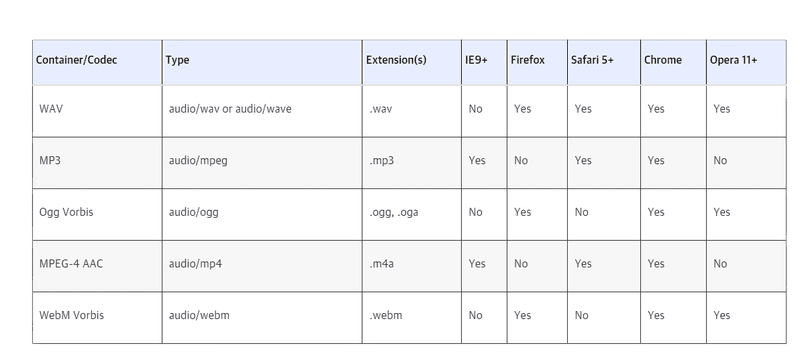 Container/Codec Type Extension(s) IE9+ Firefox Safari 5+ Chrome Opera 11+
WAV audio/wav or audio/wave .wav No Yes Yes Yes Yes
MP3 audio/mpeg .mp3 Yes No Yes Yes No
Ogg Vorbis audio/ogg .ogg, .oga No Yes No Yes Yes
MPEG-4 AAC audio/mp4 .m4a Yes No Yes Yes No
WebM Vorbis audio/webm .webm No Yes No Yes Yes